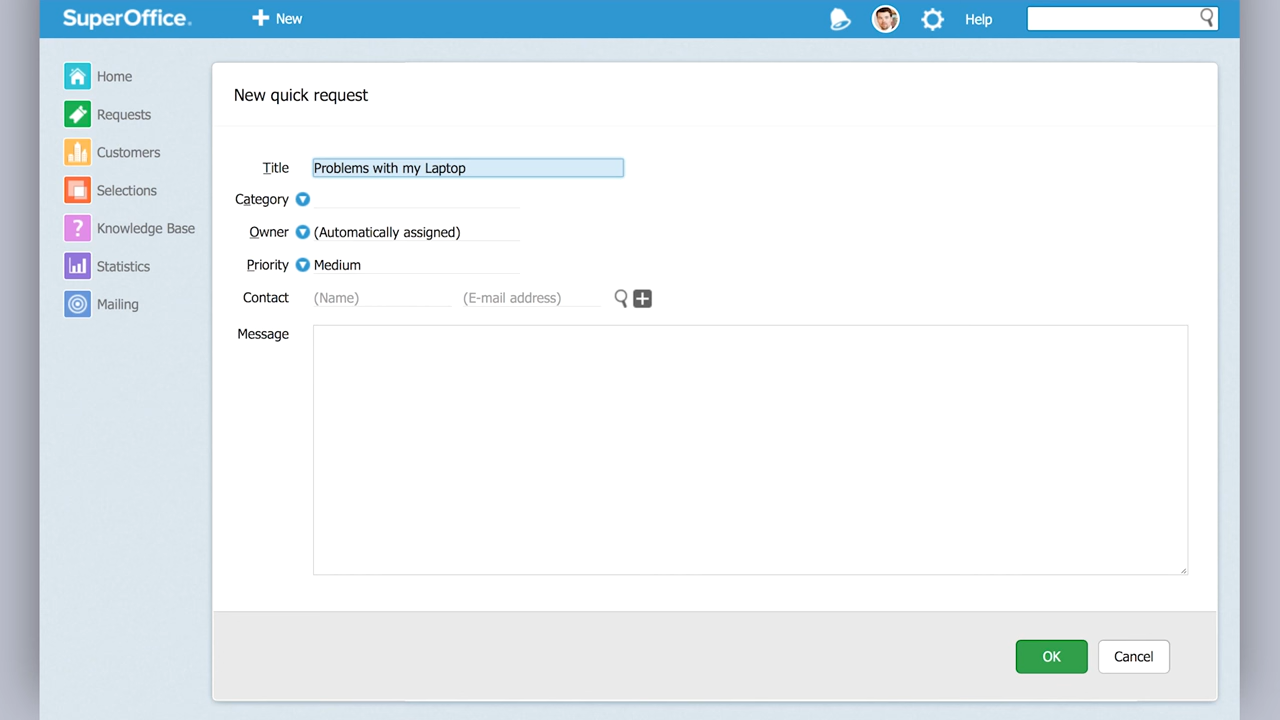 SuperOffice.
New
Help
Home
Requests
Customers
Selections
? Knowledge Base
Statistics
Mailing
New quick request
Title Problems with my Laptop
Category
Owner (Automatically assigned)
Priority Medium
Contact (Name) (E-mail address)
Message
OK Cancel